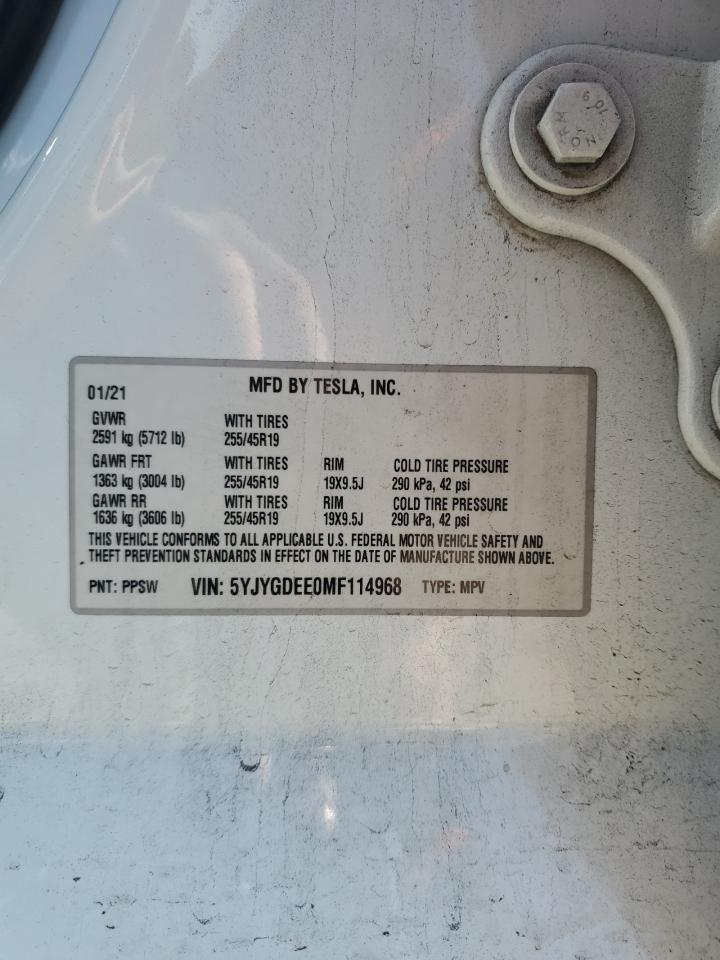 01/21 MFD BY TESLA, INC.
GVWR WITH TIRES
2591 kg (5712 lb) 255/45R19
GAWR FRT WITH TIRES RIM COLD TIRE PRESSURE
1363 kg (3004 lb) 255/45R19 19X9.5J 290 kPa, 42 psi
GAWR RR WITH TIRES RIM COLD TIRE PRESSURE
1636 kg (3606 lb) 255/45R19 19X9.5J 290 kPa, 42 psi
THIS VEHICLE CONFORMS TO ALL APPLICABLE U.S. FEDERAL MOTOR VEHICLE SAFETY AND
THEFT PREVENTION STANDARDS IN EFFECT ON THE DATE OF MANUFACTURE SHOWN ABOVE.
PNT: PPSW VIN: 5YJYGDEE0MF114968 TYPE: MPV